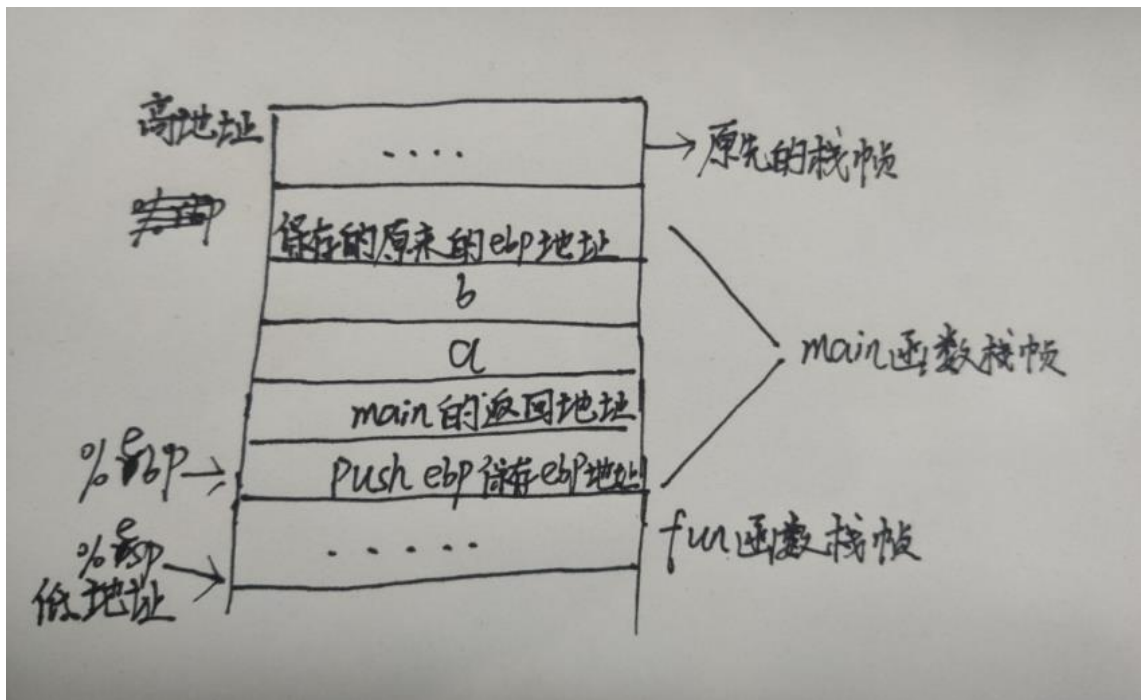 高地址
....
原先的栈帧
保存的原来的ebp地址
b
a
main函数栈帧
main的返回地址
%ebp
push ebp 保存ebp地址
fun函数栈帧
.....
%esp
低地址